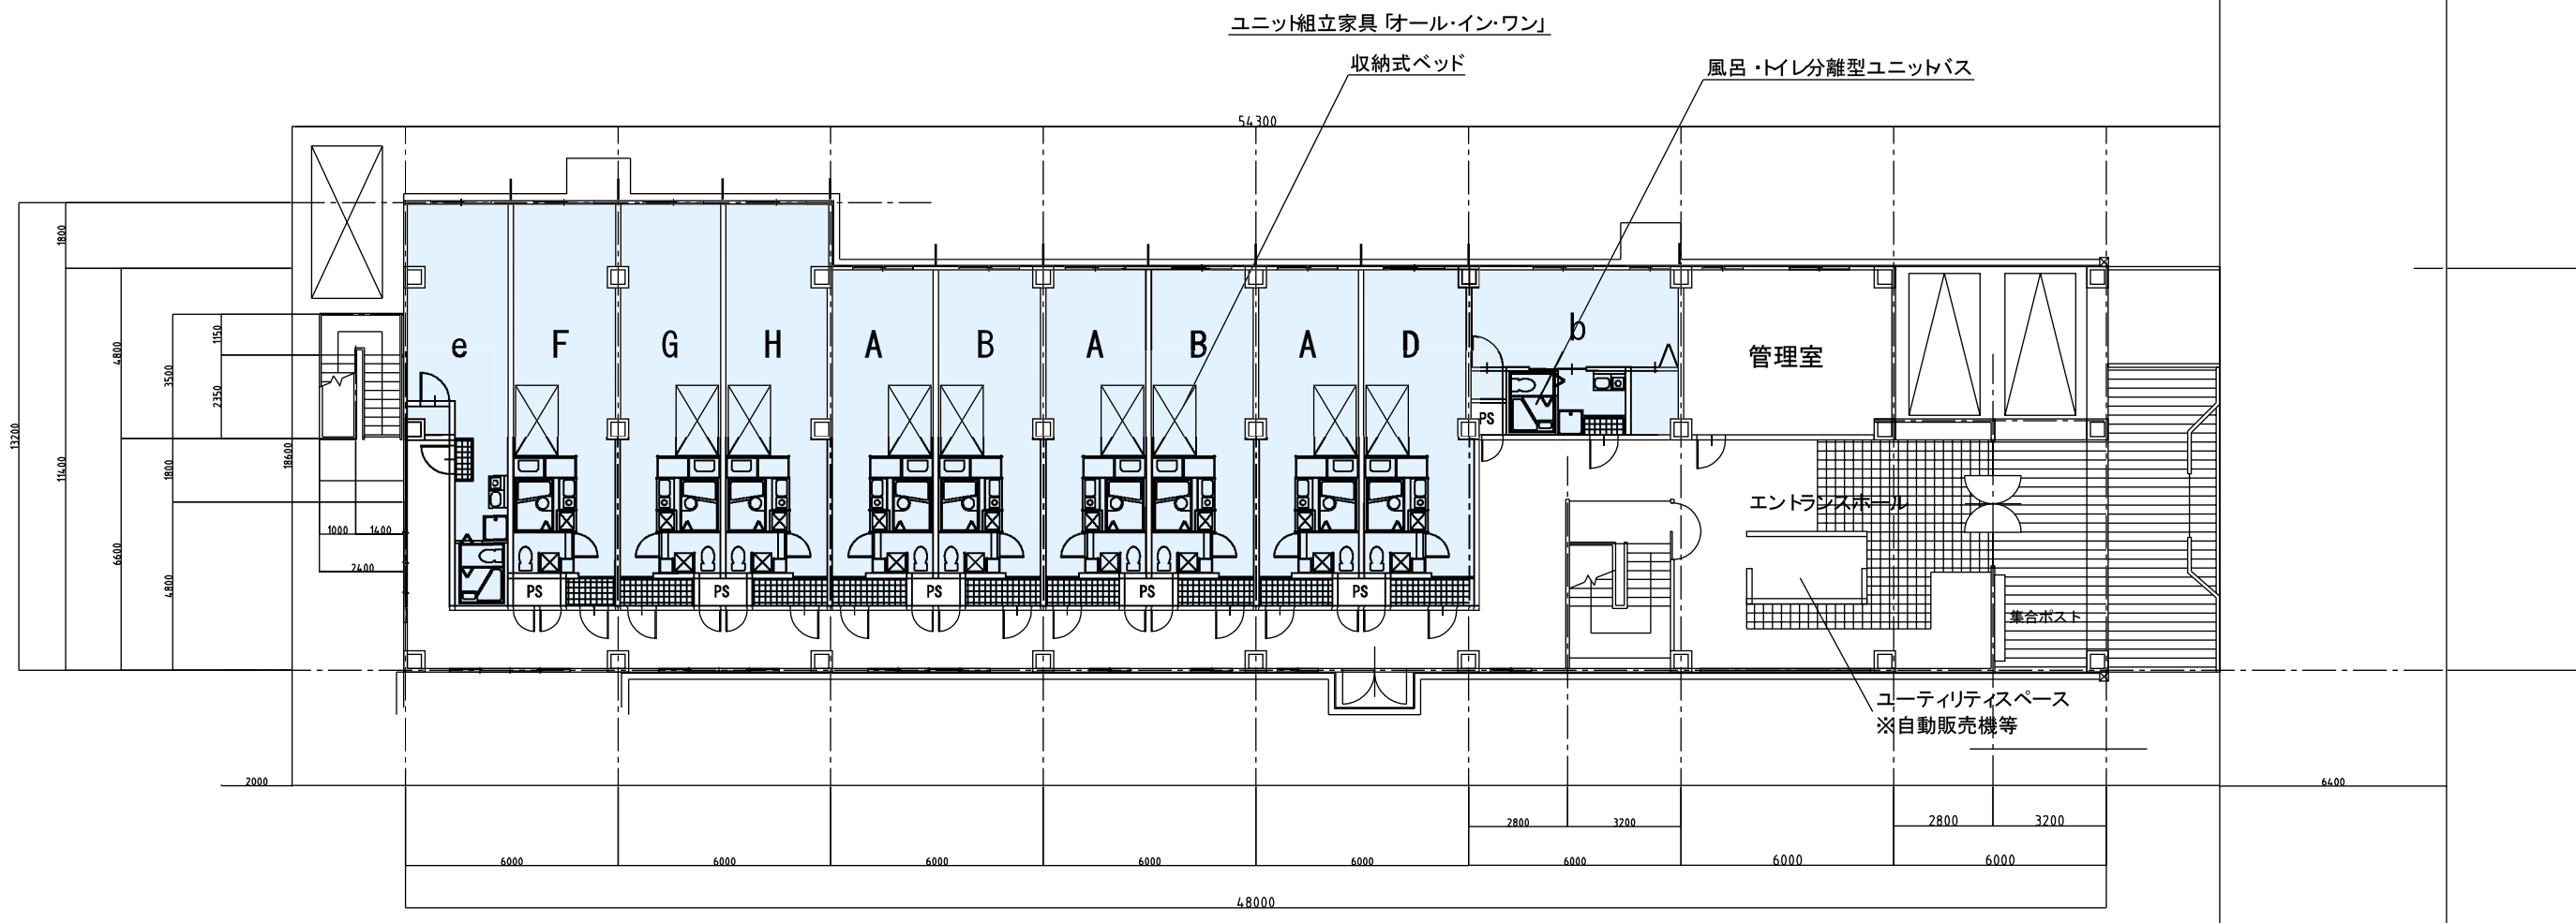 ユニット組立家具「オール・イン・ワン」
収納式ベッド
風呂・トイレ分離型ユニットバス
54300
1800
4800
3500
1150
2350
13200
11400
18600
1800
6600
4800
1000
1400
2400
e
F
G
H
A
B
A
B
A
D
b
管理室
PS
エントランスホール
PS
PS
PS
PS
PS
集合ポスト
ユーティリティスペース
※自動販売機等
2000
6400
2800
3200
2800
3200
6000
6000
6000
6000
6000
6000
6000
6000
48000